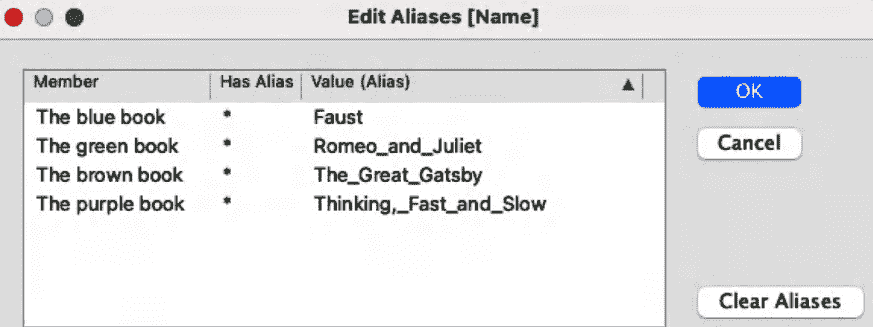 Edit Aliases [Name]
Member Has Alias Value (Alias) ▲
The blue book * Faust
The green book * Romeo_and_Juliet
The brown book * The_Great_Gatsby
The purple book * Thinking,_Fast_and_Slow
OK
Cancel
Clear Aliases